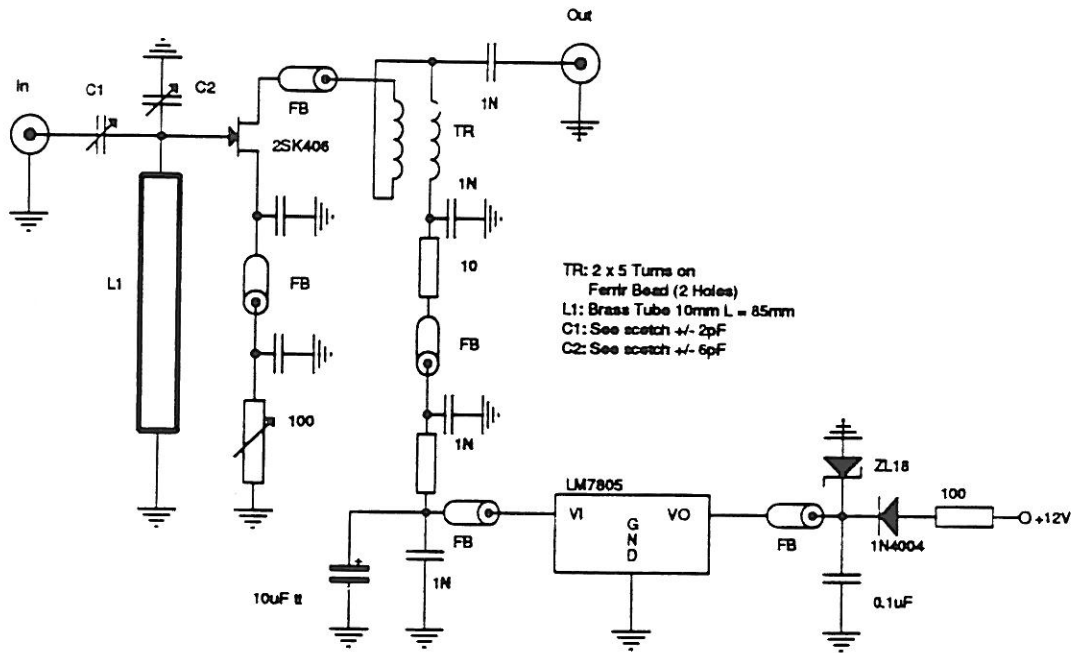 Out
In
C1
C2
FB
1N
TR
2SK406
1N
L1
FB
10
TR: 2 x 5 Turns on
Ferrir Bead (2 Holes)
L1: Brass Tube 10mm L = 85mm
C1: See scetch +/- 2pF
C2: See scetch +/- 6pF
FB
100
1N
ZL18
LM7805
100
VI
GND
VO
+12V
FB
FB
1N4004
1N
10uF tt
0.1uF